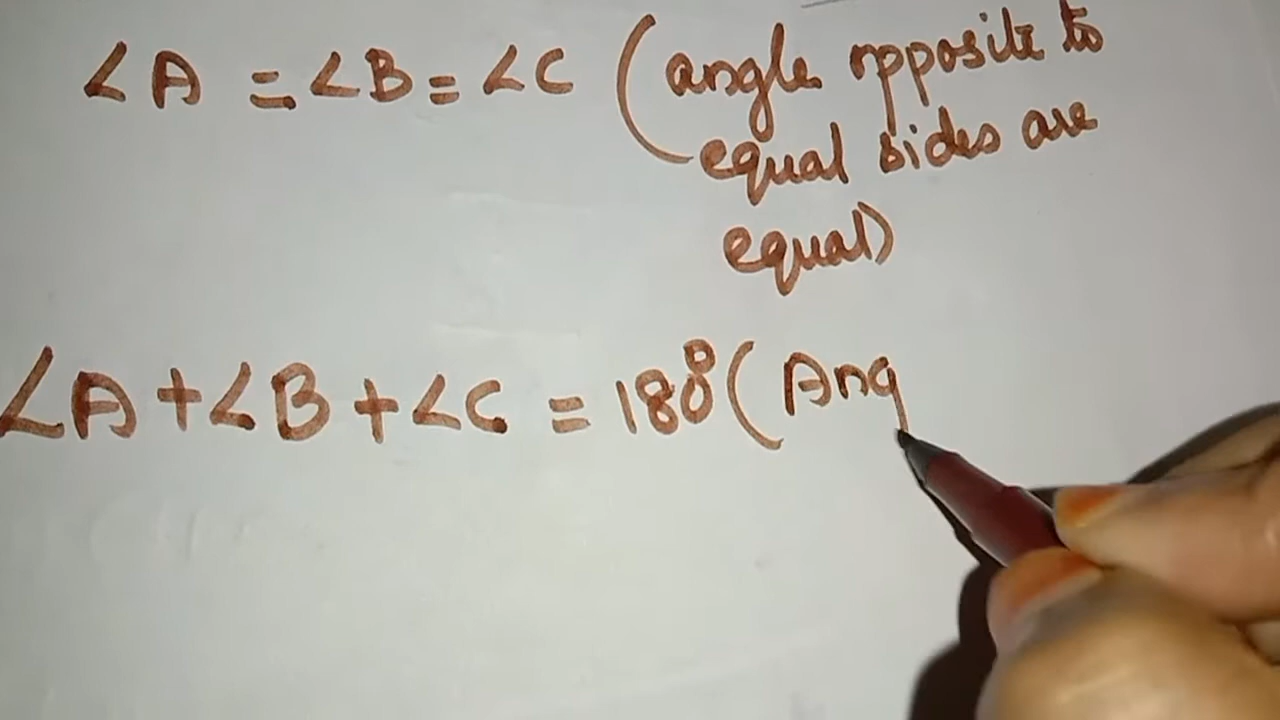 ∠A = ∠B = ∠C (angle opposite to
equal sides are
equal)
∠A + ∠B + ∠C = 180° (Ang